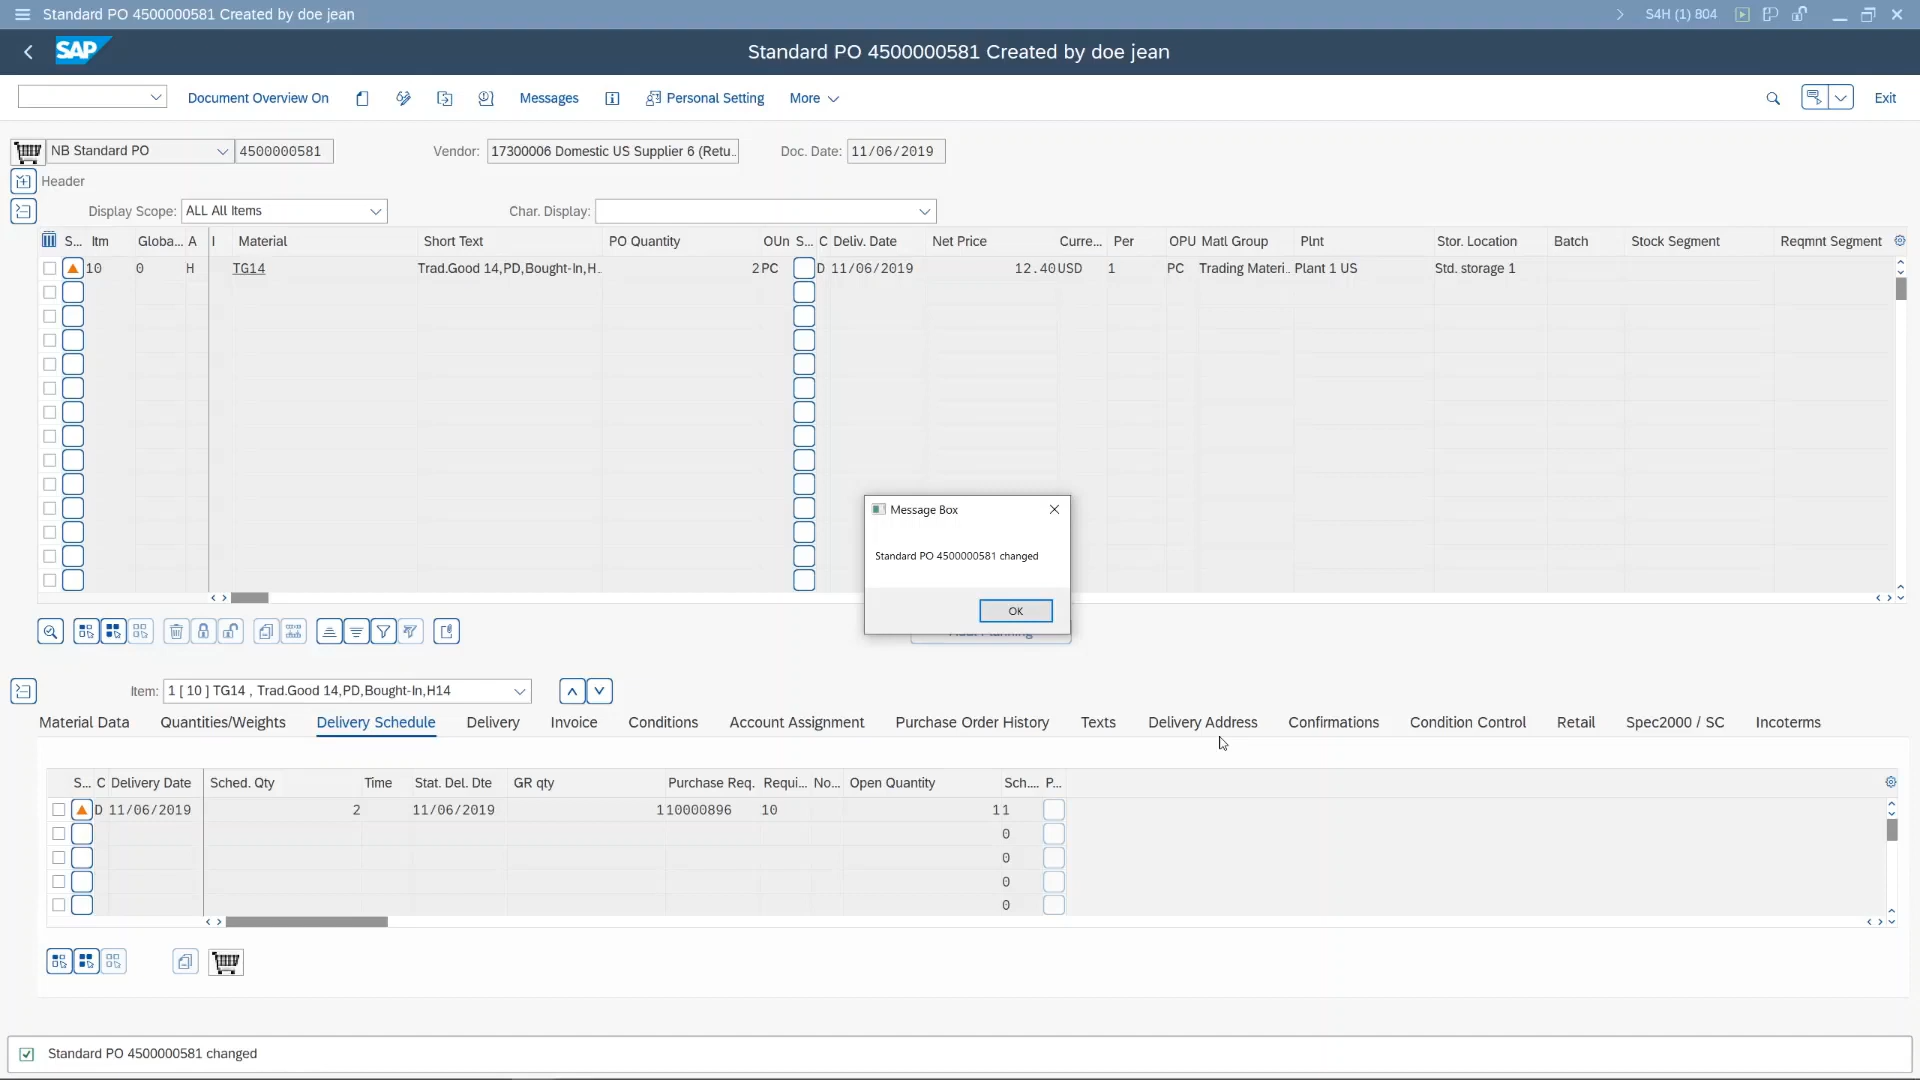 Standard PO 4500000581 Created by doe jean
S4H (1) 804
SAP
Standard PO 4500000581 Created by doe jean
Document Overview On
Messages
Personal Setting
More
Exit
NB Standard PO
4500000581
Vendor:
17300006 Domestic US Supplier 6 (Retu..
Doc. Date:
11/06/2019
Header
Display Scope:
ALL All Items
Char. Display:
S... Itm Globa... A I Material Short Text PO Quantity OUn S... C Deliv. Date Net Price Curre... Per OPU Matl Group Plnt Stor. Location Batch Stock Segment Reqmnt Segment
10 0 H TG14 Trad.Good 14,PD,Bought-In,H.. 2 PC D 11/06/2019 12.40 USD 1 PC Trading Materi.. Plant 1 US Std. storage 1
Message Box
Standard PO 4500000581 changed
OK
Item:
1 [ 10 ] TG14 , Trad.Good 14,PD,Bought-In,H14
Material Data Quantities/Weights Delivery Schedule Delivery Invoice Conditions Account Assignment Purchase Order History Texts Delivery Address Confirmations Condition Control Retail Spec2000 / SC Incoterms
S... C Delivery Date Sched. Qty Time Stat. Del. Dte GR qty Purchase Req. Requi... No... Open Quantity Sch.... P...
D 11/06/2019 2 11/06/2019 110000896 10 11
0
0
0
0
Standard PO 4500000581 changed